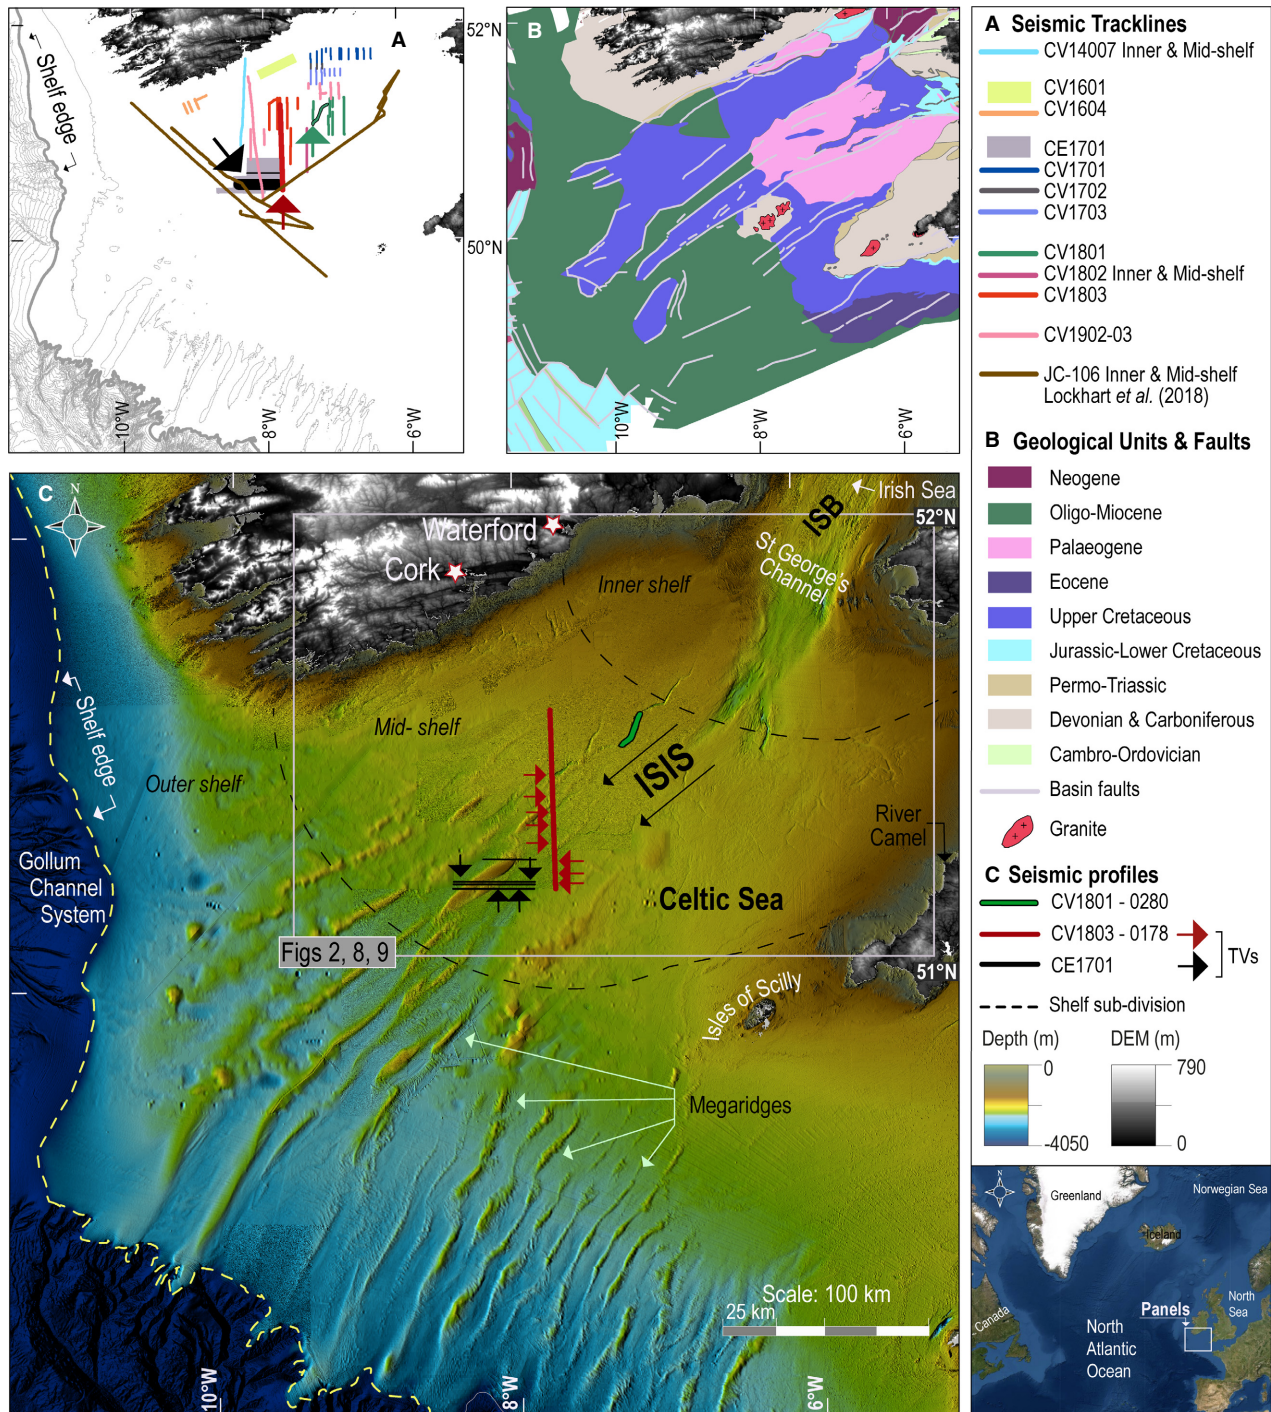 A
Shelf edge
10°W
8°W
6°W
52°N
50°N
B
10°W
8°W
6°W
A Seismic Tracklines
CV14007 Inner & Mid-shelf
CV1601
CV1604
CE1701
CV1701
CV1702
CV1703
CV1801
CV1802 Inner & Mid-shelf
CV1803
CV1902-03
JC-106 Inner & Mid-shelf
Lockhart et al. (2018)
B Geological Units & Faults
Neogene
Oligo-Miocene
Palaeogene
Eocene
Upper Cretaceous
Jurassic-Lower Cretaceous
Permo-Triassic
Devonian & Carboniferous
Cambro-Ordovician
Basin faults
Granite
C Seismic profiles
CV1801 - 0280
CV1803 - 0178
CE1701
TVs
Shelf sub-division
Depth (m)
0
-4050
DEM (m)
790
0
C
N
Irish Sea
ISB
52°N
Waterford
Cork
St George's
Channel
Inner shelf
Mid- shelf
Outer shelf
Shelf edge
ISIS
River
Camel
Gollum
Channel
System
Celtic Sea
Figs 2, 8, 9
51°N
Isles of Scilly
Megaridges
Scale: 100 km
25 km
10°W
8°W
6°W
N
Greenland
Norwegian Sea
Iceland
Canada
North
Sea
Panels
North
Atlantic
Ocean